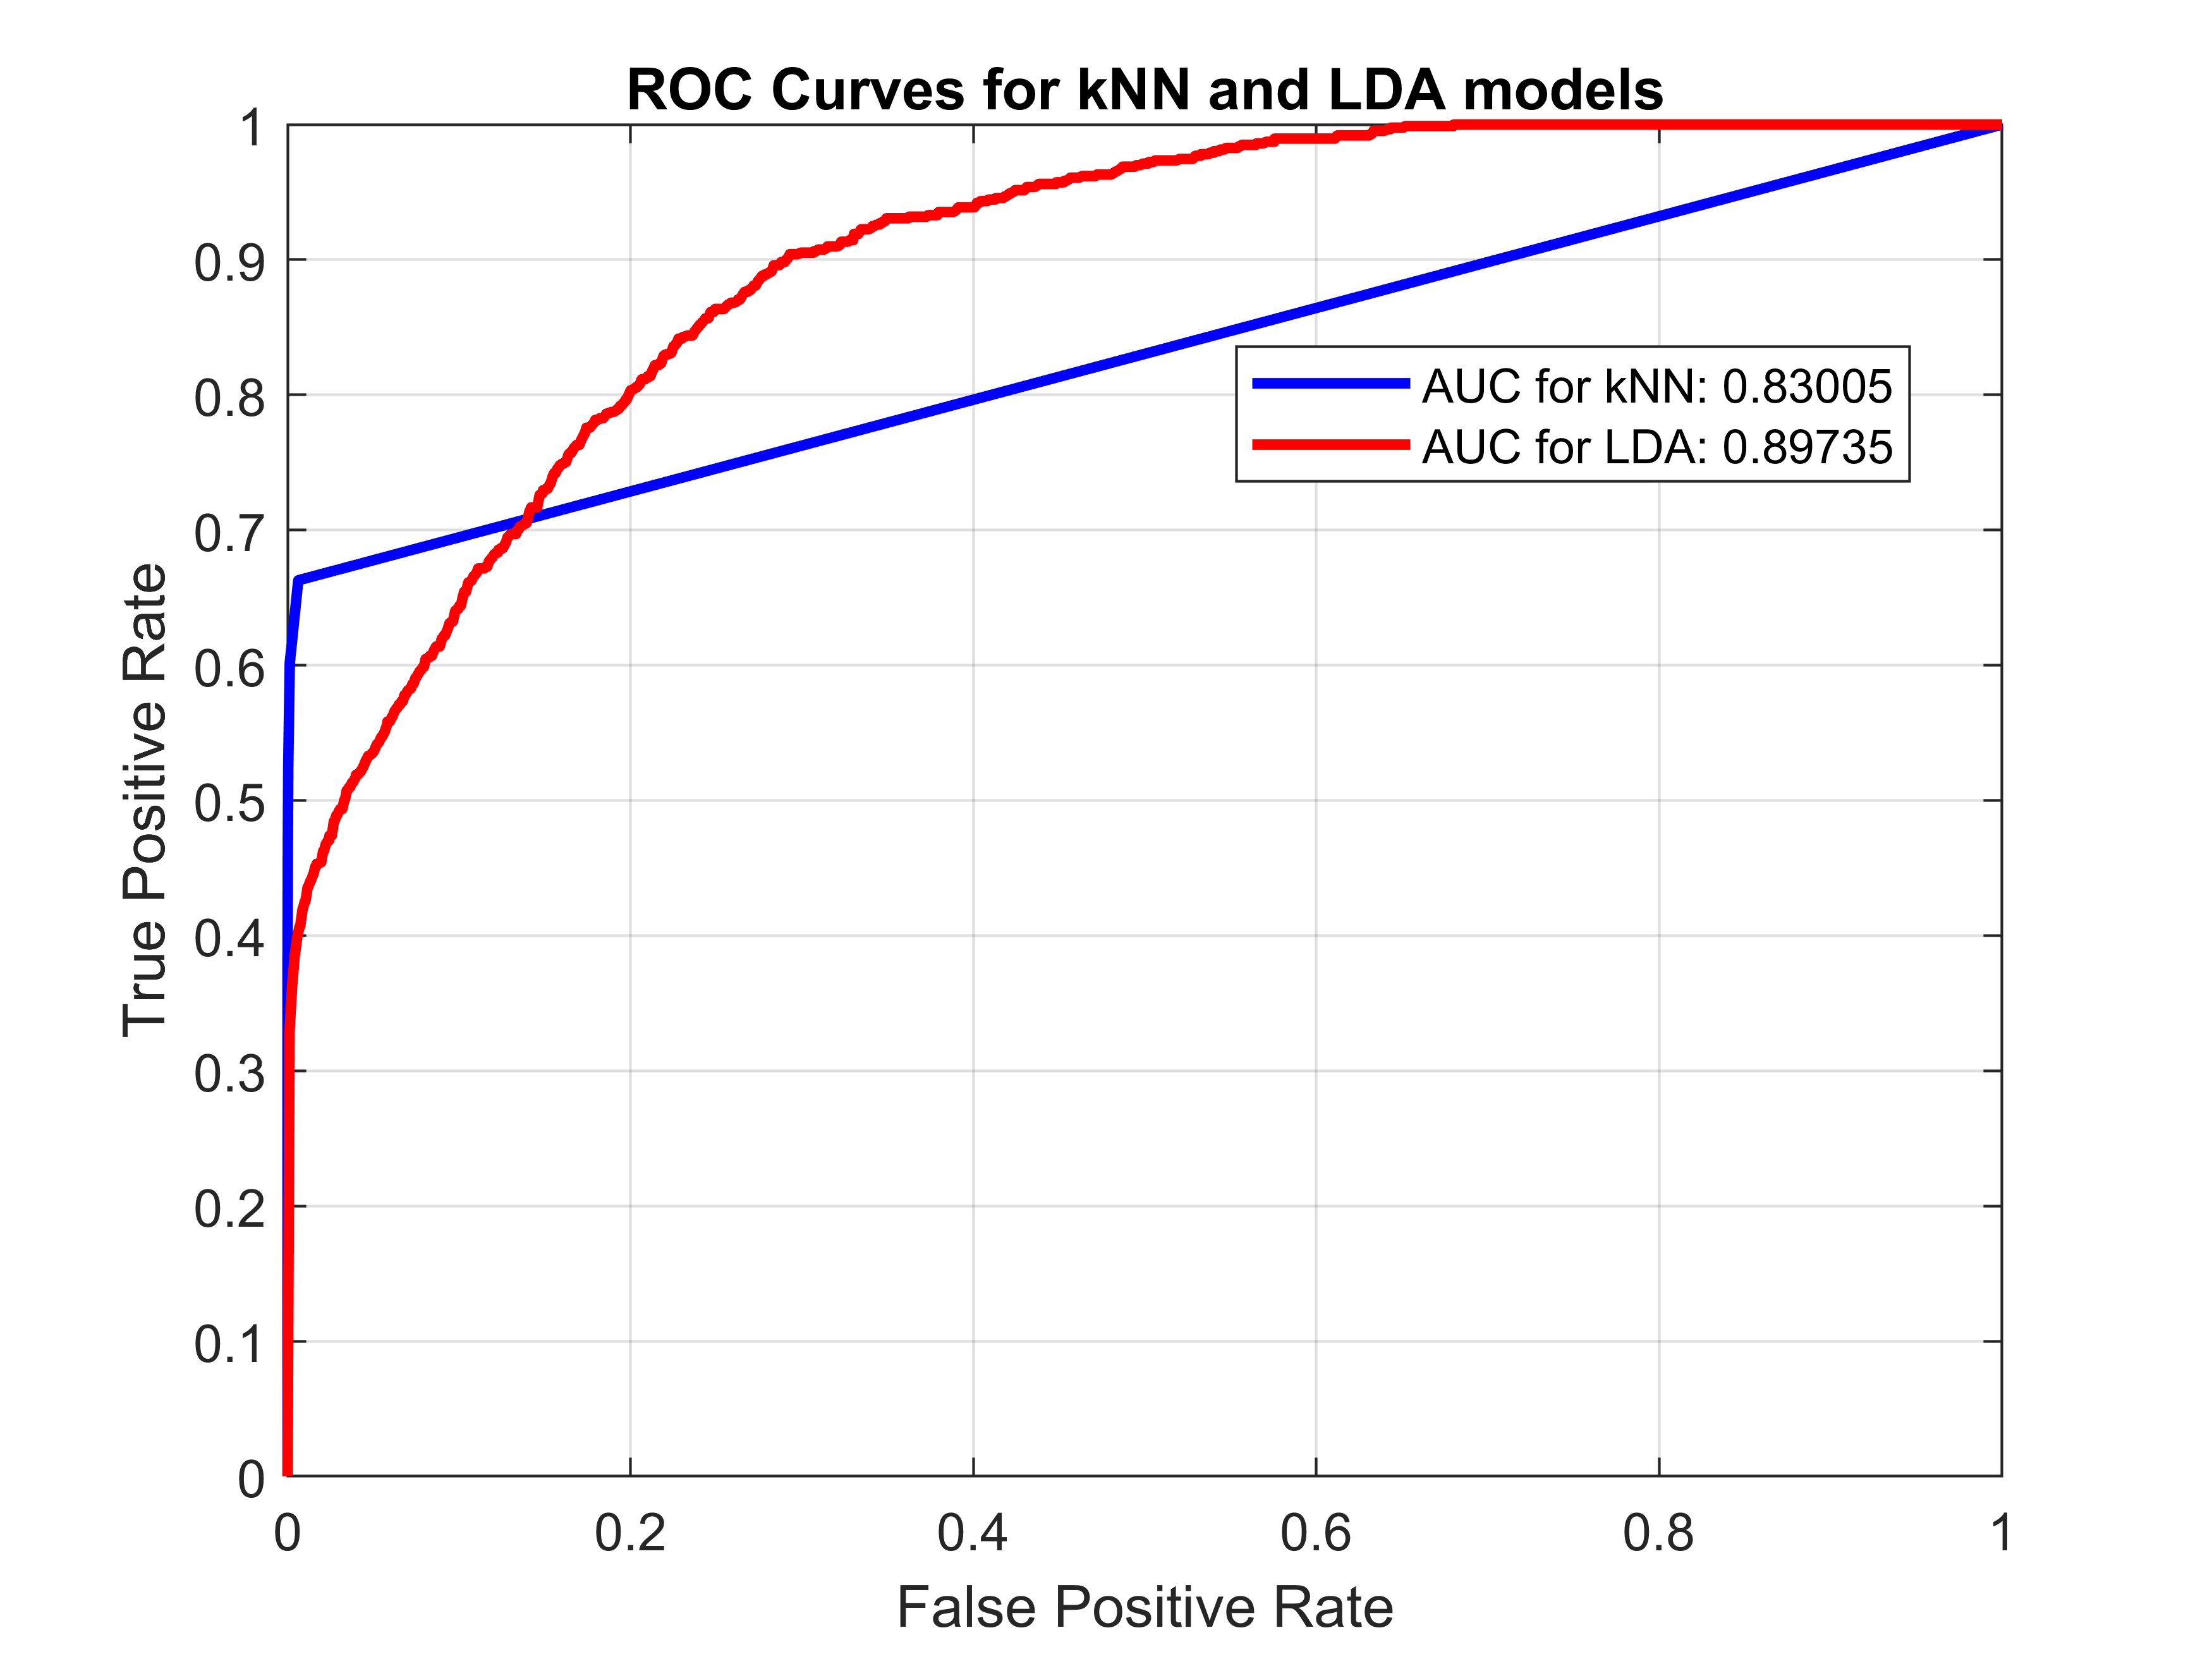 ROC Curves for kNN and LDA models
1
0.9
0.8
0.7
0.6
0.5
0.4
0.3
0.2
0.1
0
True Positive Rate
AUC for kNN: 0.83005
AUC for LDA: 0.89735
0 0.2 0.4 0.6 0.8 1
False Positive Rate